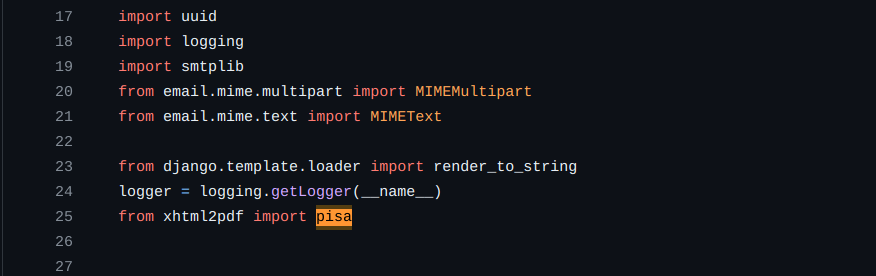 17 import uuid
18 import logging
19 import smtplib
20 from email.mime.multipart import MIMEMultipart
21 from email.mime.text import MIMEText
22
23 from django.template.loader import render_to_string
24 logger = logging.getLogger(__name__)
25 from xhtml2pdf import pisa
26
27